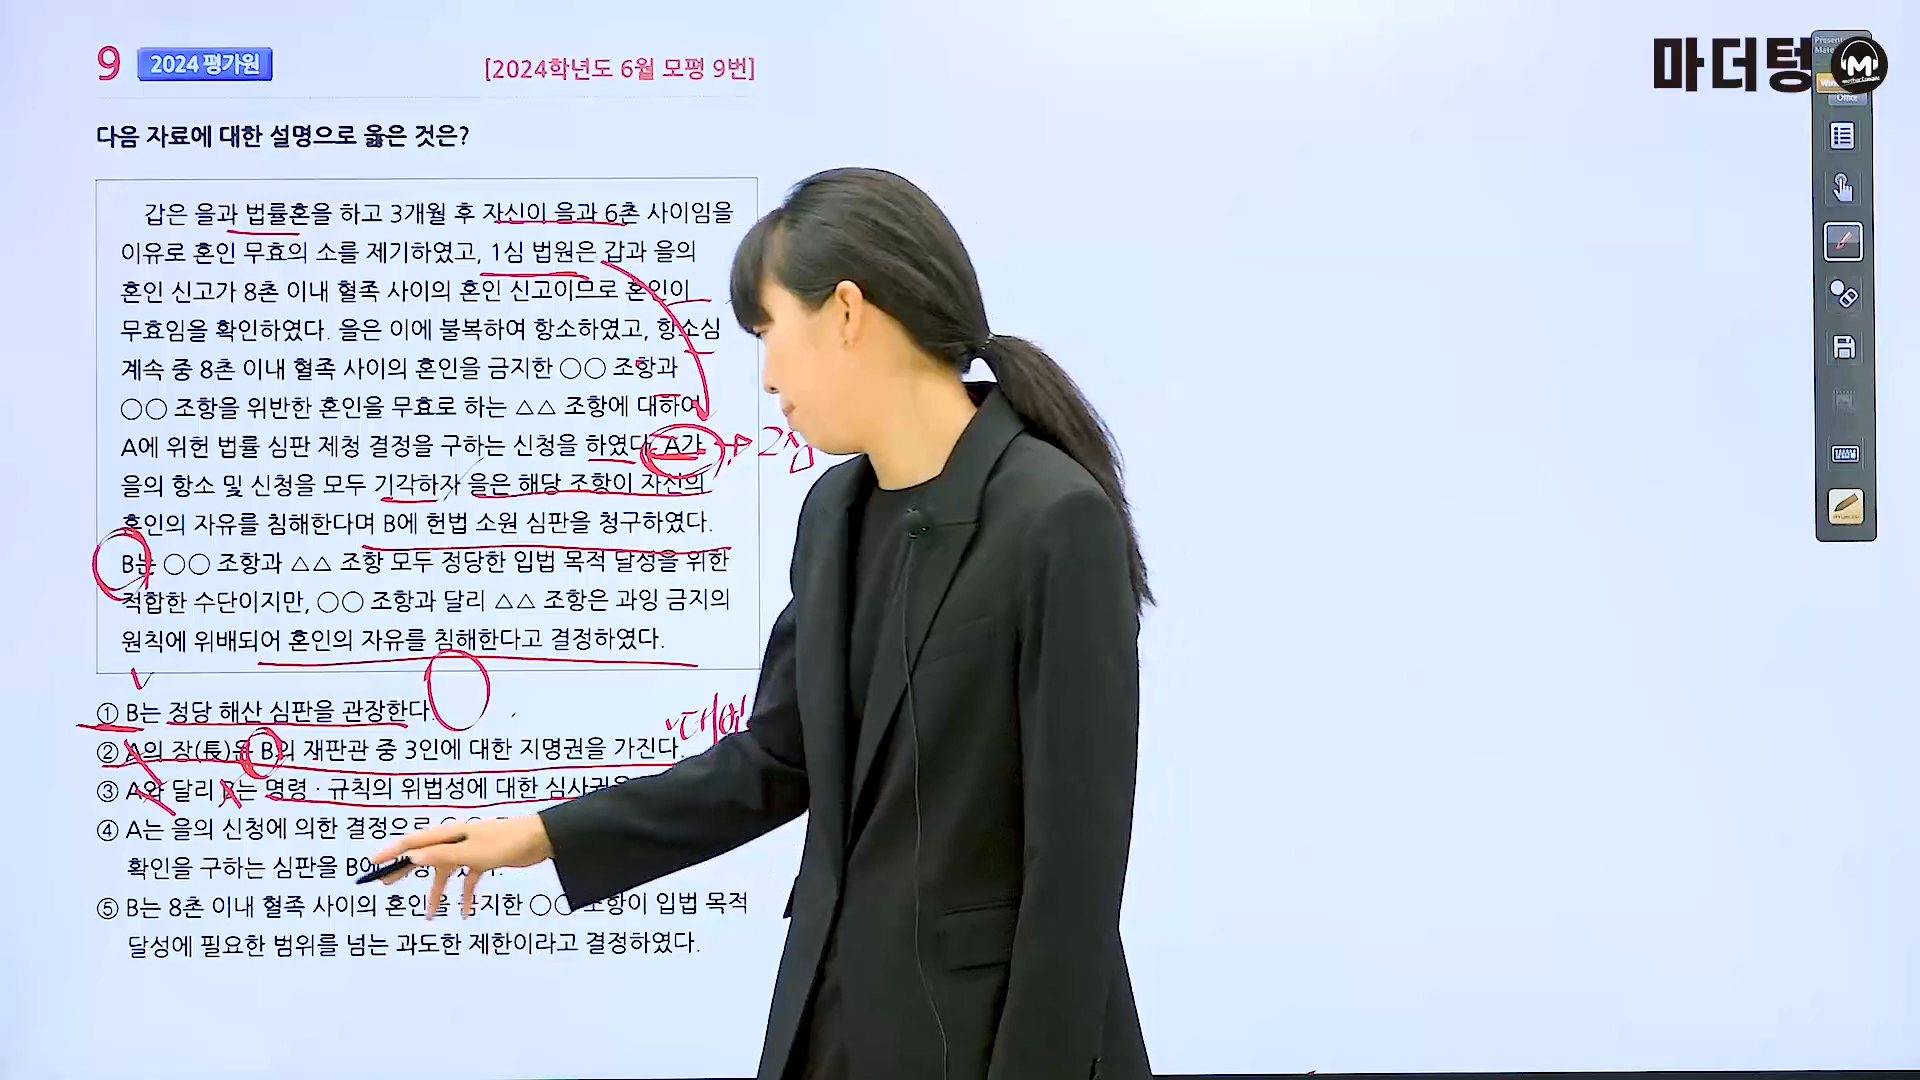 9 2024 평가원 [2024학년도 6월 모평 9번]
마더텅
다음 자료에 대한 설명으로 옳은 것은?
갑은 을과 법률혼을 하고 3개월 후 자신이 을과 6촌 사이임을
이유로 혼인 무효의 소를 제기하였고, 1심 법원은 갑과 을의
혼인 신고가 8촌 이내 혈족 사이의 혼인 신고이므로 혼인이
무효임을 확인하였다. 을은 이에 불복하여 항소하였고, 항소심
계속 중 8촌 이내 혈족 사이의 혼인을 금지한 ○○ 조항과
○○ 조항을 위반한 혼인을 무효로 하는 △△ 조항에 대하여
A에 위헌 법률 심판 제청 결정을 구하는 신청을 하였다. A가
2심
을의 항소 및 신청을 모두 기각하자 을은 해당 조항이 자신의
혼인의 자유를 침해한다며 B에 헌법 소원 심판을 청구하였다.
B는 ○○ 조항과 △△ 조항 모두 정당한 입법 목적 달성을 위한
적합한 수단이지만, ○○ 조항과 달리 △△ 조항은 과잉 금지의
원칙에 위배되어 혼인의 자유를 침해한다고 결정하였다.
① B는 정당 해산 심판을 관장한다.
② A의 장(長)은 B의 재판관 중 3인에 대한 지명권을 가진다.
③ A와 달리 B는 명령 · 규칙의 위법성에 대한 심사권을
④ A는 을의 신청에 의한 결정으로
확인을 구하는 심판을 B에
⑤ B는 8촌 이내 혈족 사이의 혼인을 금지한 ○○ 조항이 입법 목적
달성에 필요한 범위를 넘는 과도한 제한이라고 결정하였다.
Office